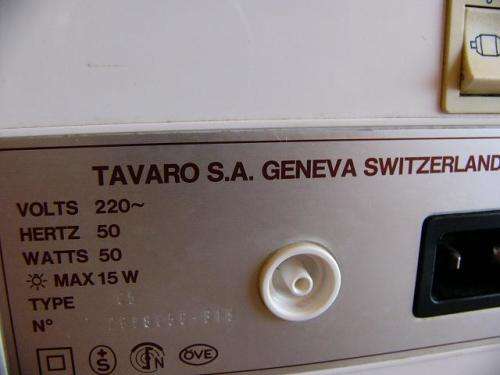 TAVARO S.A. GENEVA SWITZERLAND
VOLTS 220~
HERTZ 50
WATTS 50
MAX 15 W
TYPE
N°
+S N ÖVE